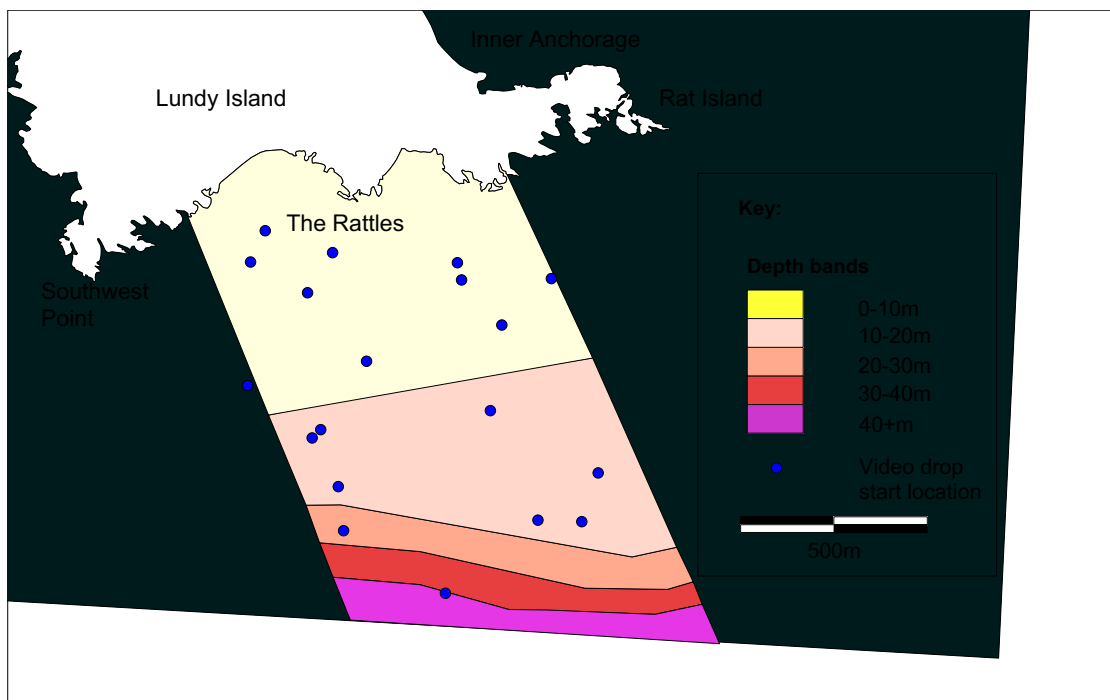 Inner Anchorage
Lundy Island
Rat Island
The Rattles
Southwest
Point
Key:
Depth bands
0-10m
10-20m
20-30m
30-40m
40+m
Video drop
start location
500m